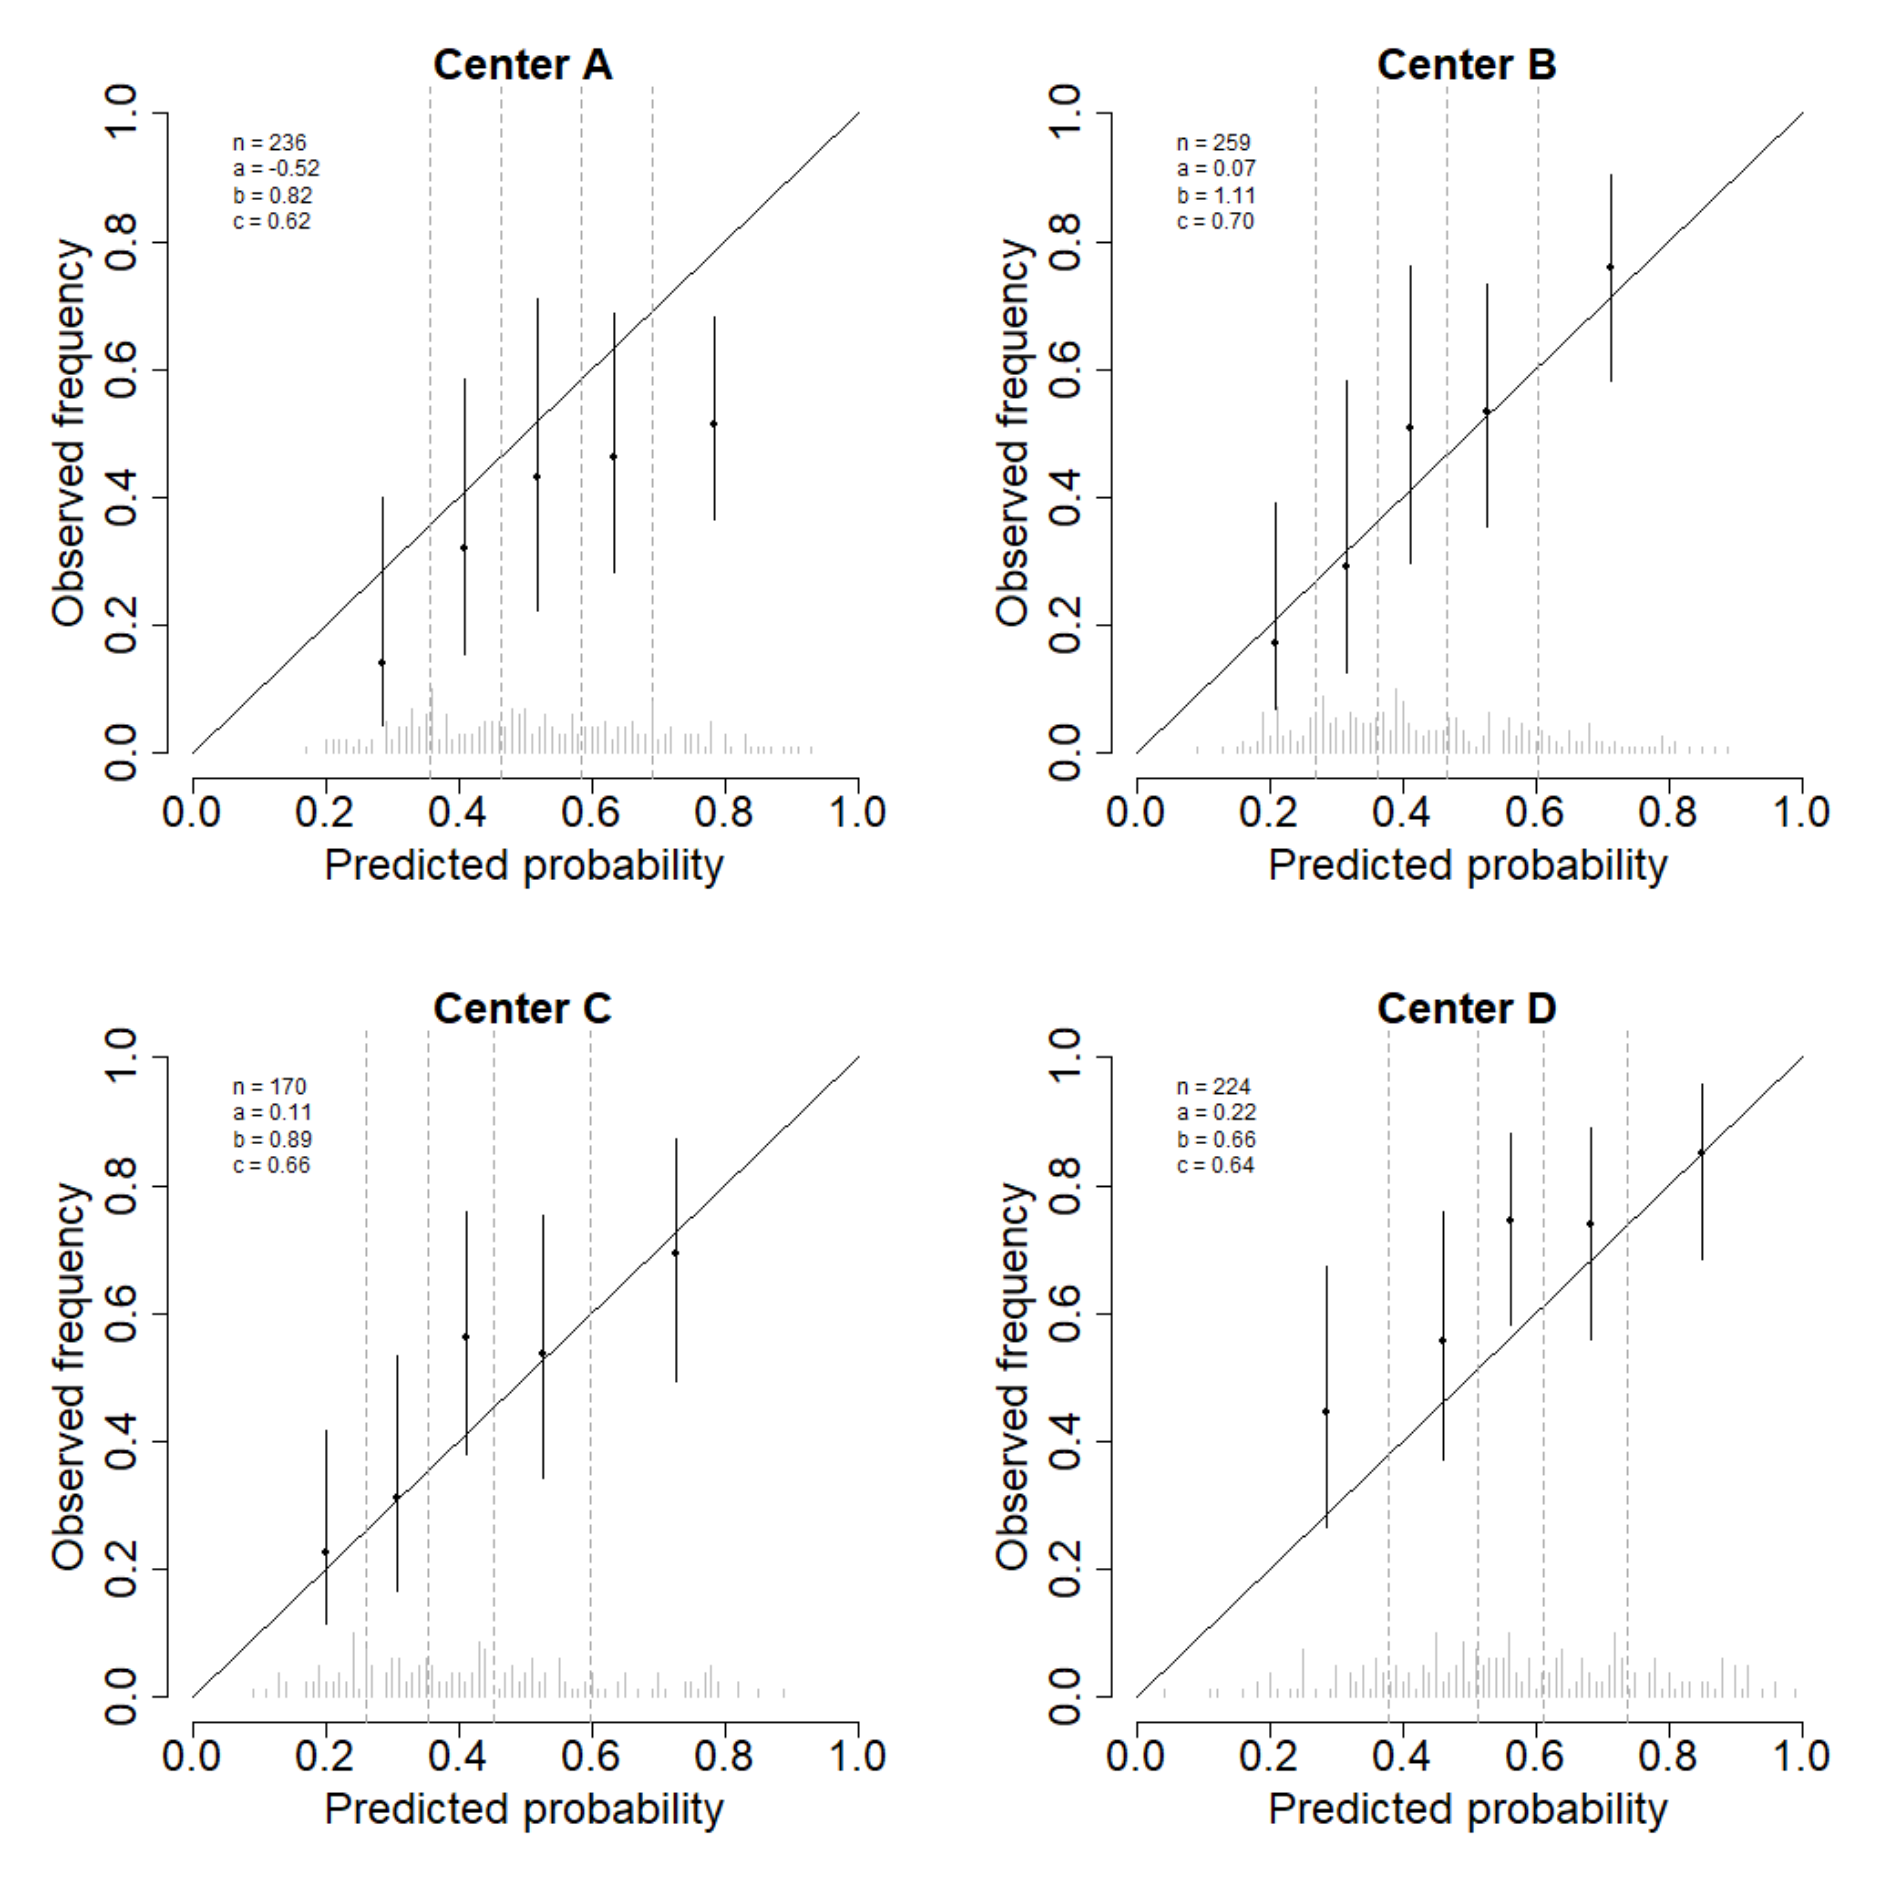 Center A
n = 236
a = -0.52
b = 0.82
c = 0.62
Observed frequency
1.0
0.8
0.6
0.4
0.2
0.0
0.0 0.2 0.4 0.6 0.8 1.0
Predicted probability
Center B
n = 259
a = 0.07
b = 1.11
c = 0.70
Observed frequency
1.0
0.8
0.6
0.4
0.2
0.0
0.0 0.2 0.4 0.6 0.8 1.0
Predicted probability
Center C
n = 170
a = 0.11
b = 0.89
c = 0.66
Observed frequency
1.0
0.8
0.6
0.4
0.2
0.0
0.0 0.2 0.4 0.6 0.8 1.0
Predicted probability
Center D
n = 224
a = 0.22
b = 0.66
c = 0.64
Observed frequency
1.0
0.8
0.6
0.4
0.2
0.0
0.0 0.2 0.4 0.6 0.8 1.0
Predicted probability